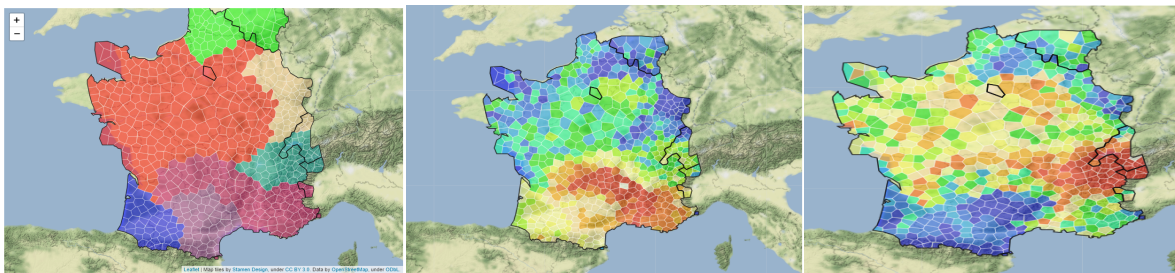 +
−
Leaflet | Map tiles by Stamen Design, under CC BY 3.0. Data by OpenStreetMap, under ODbL.